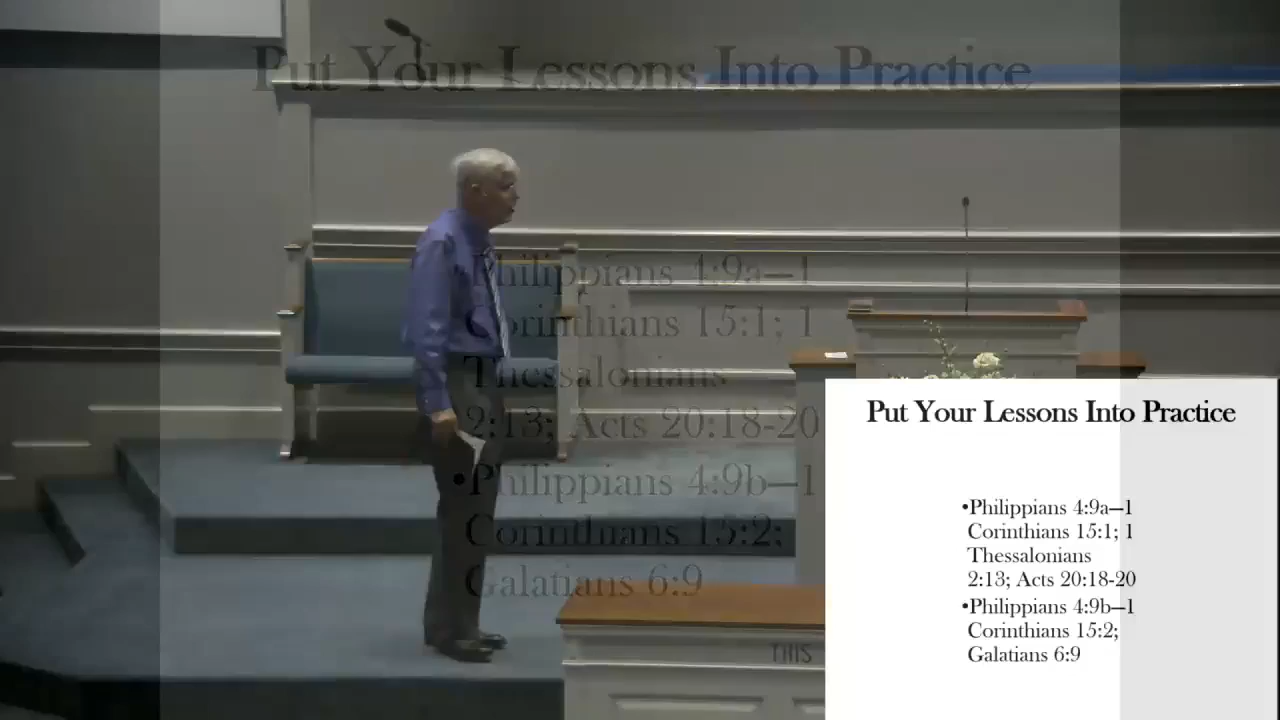 Put Your Lessons Into Practice
Philippians 4:9a—1
Corinthians 15:1; 1
Thessalonians
2:13; Acts 20:18-20
•Philippians 4:9b—1
Corinthians 15:2;
Galatians 6:9
THIS
Put Your Lessons Into Practice
•Philippians 4:9a—1
Corinthians 15:1; 1
Thessalonians
2:13; Acts 20:18-20
•Philippians 4:9b—1
Corinthians 15:2;
Galatians 6:9